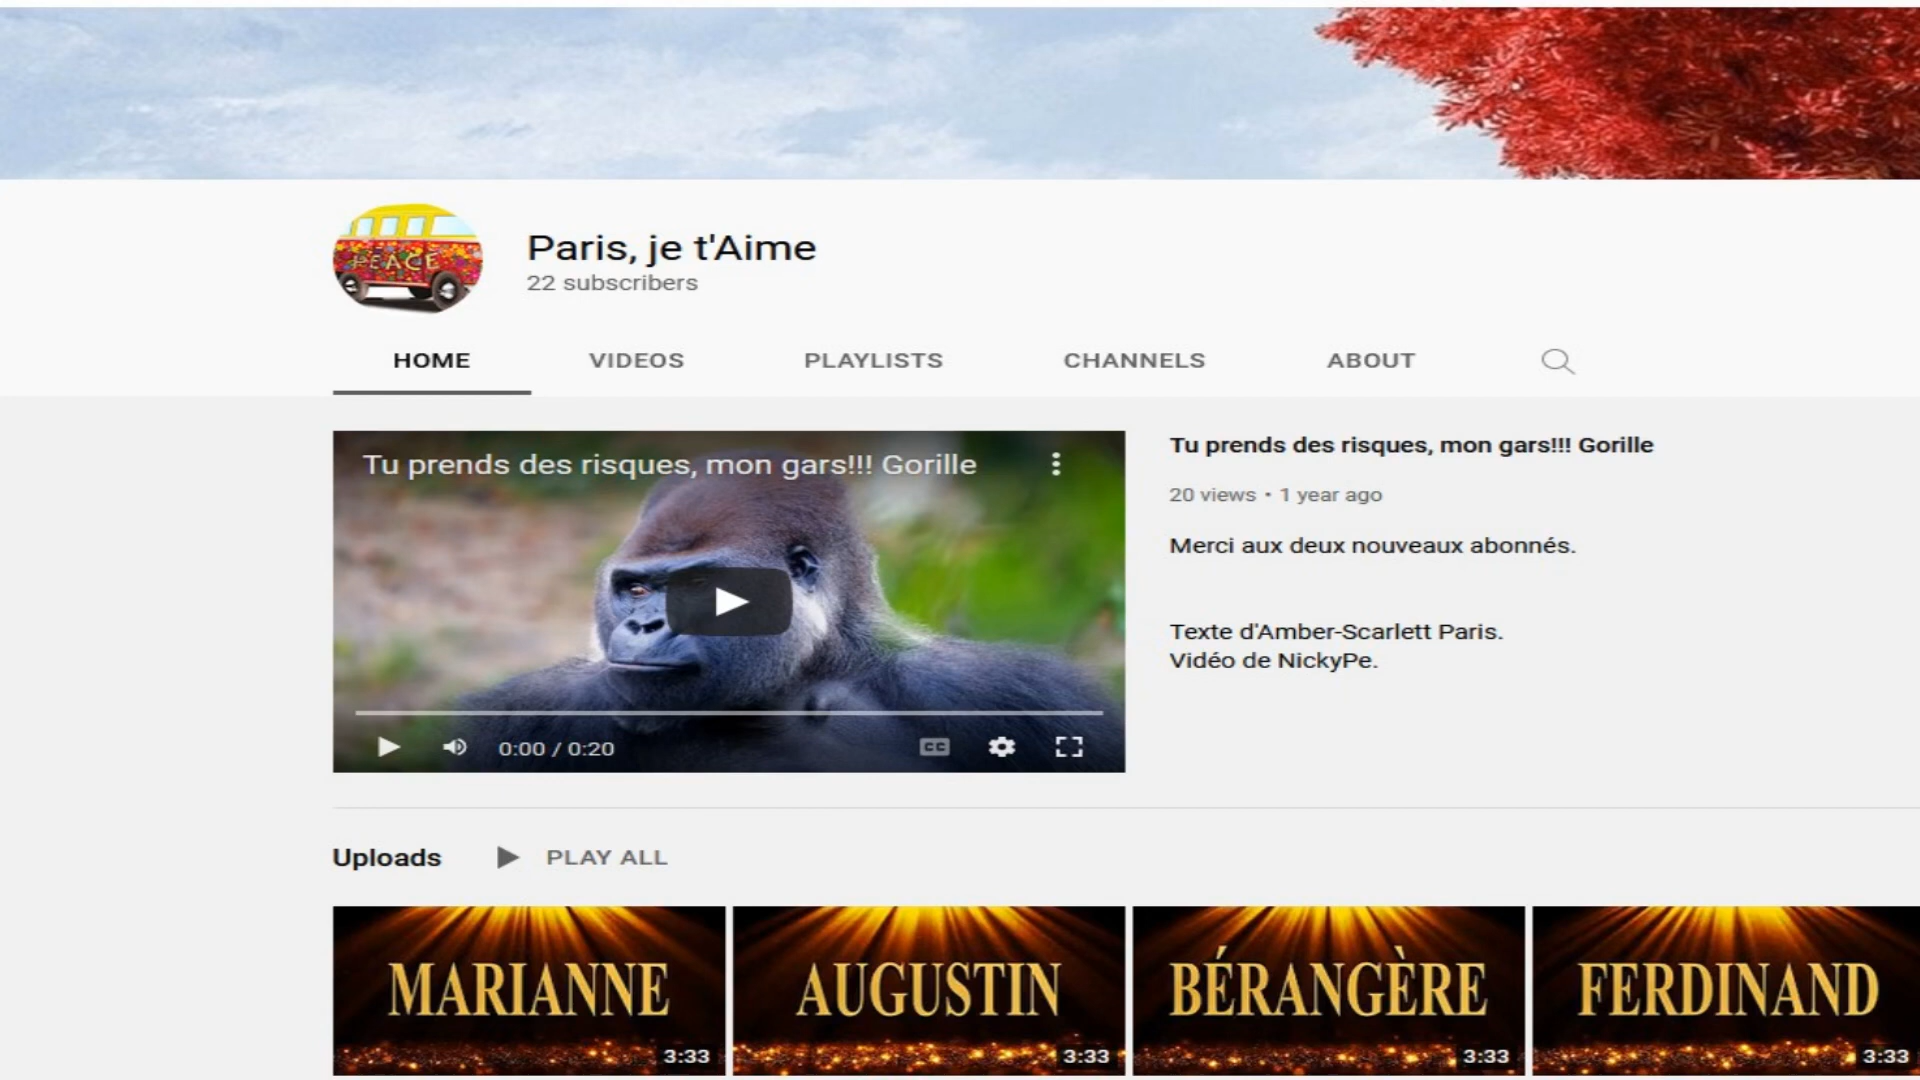 PEACE
Paris, je t'Aime
22 subscribers
HOME VIDEOS PLAYLISTS CHANNELS ABOUT
Tu prends des risques, mon gars!!! Gorille
0:00 / 0:20
CC
Tu prends des risques, mon gars!!! Gorille
20 views • 1 year ago
Merci aux deux nouveaux abonnés.
Texte d'Amber-Scarlett Paris.
Vidéo de NickyPe.
Uploads PLAY ALL
MARIANNE
3:33
AUGUSTIN
3:33
BÉRANGÈRE
3:33
FERDINAND
3:33